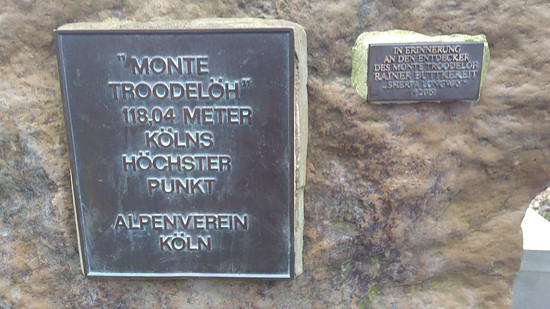 "MONTE
TROODELÖH"
118,04 METER
KÖLNS
HÖCHSTER
PUNKT
ALPENVEREIN
KÖLN
IN ERINNERUNG
AN DEN ENTDECKER
DES MONTE TROODELÖH
RAINER BUTTKEREIT